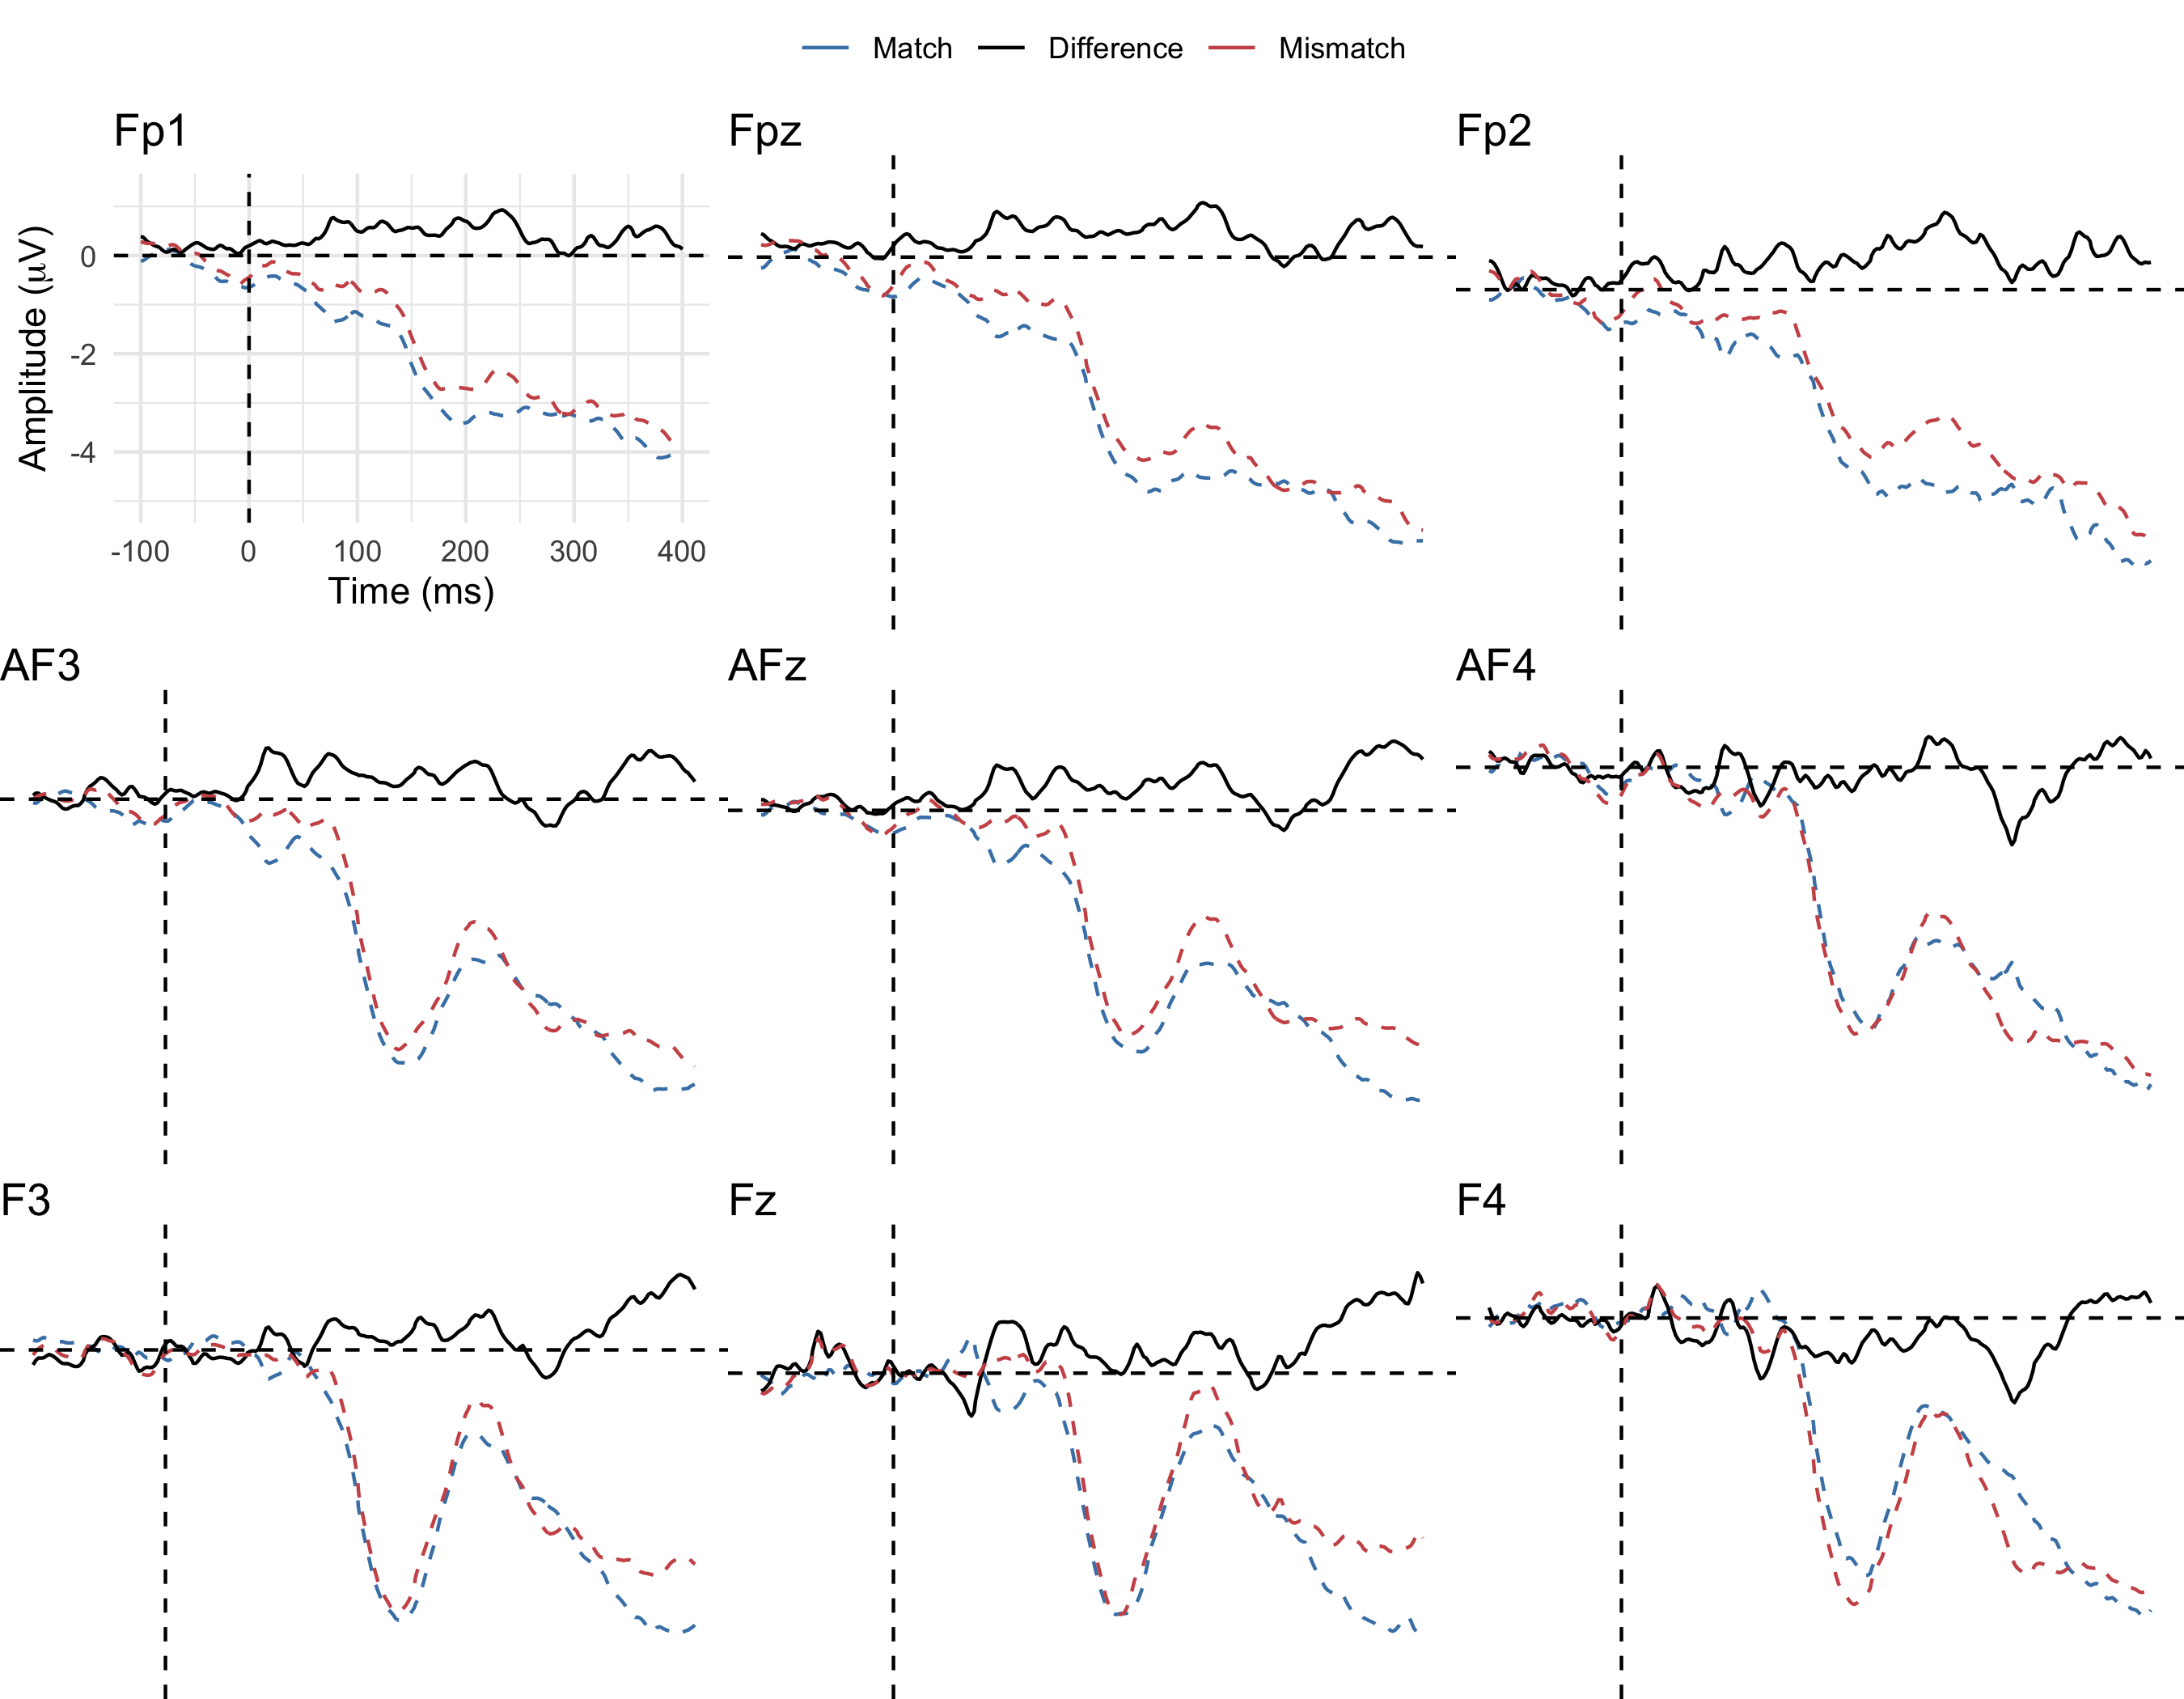 Match Difference Mismatch
Fp1 Fpz Fp2
Amplitude (μV)
0
-2
-4
-100 0 100 200 300 400
Time (ms)
AF3 AFz AF4
F3 Fz F4